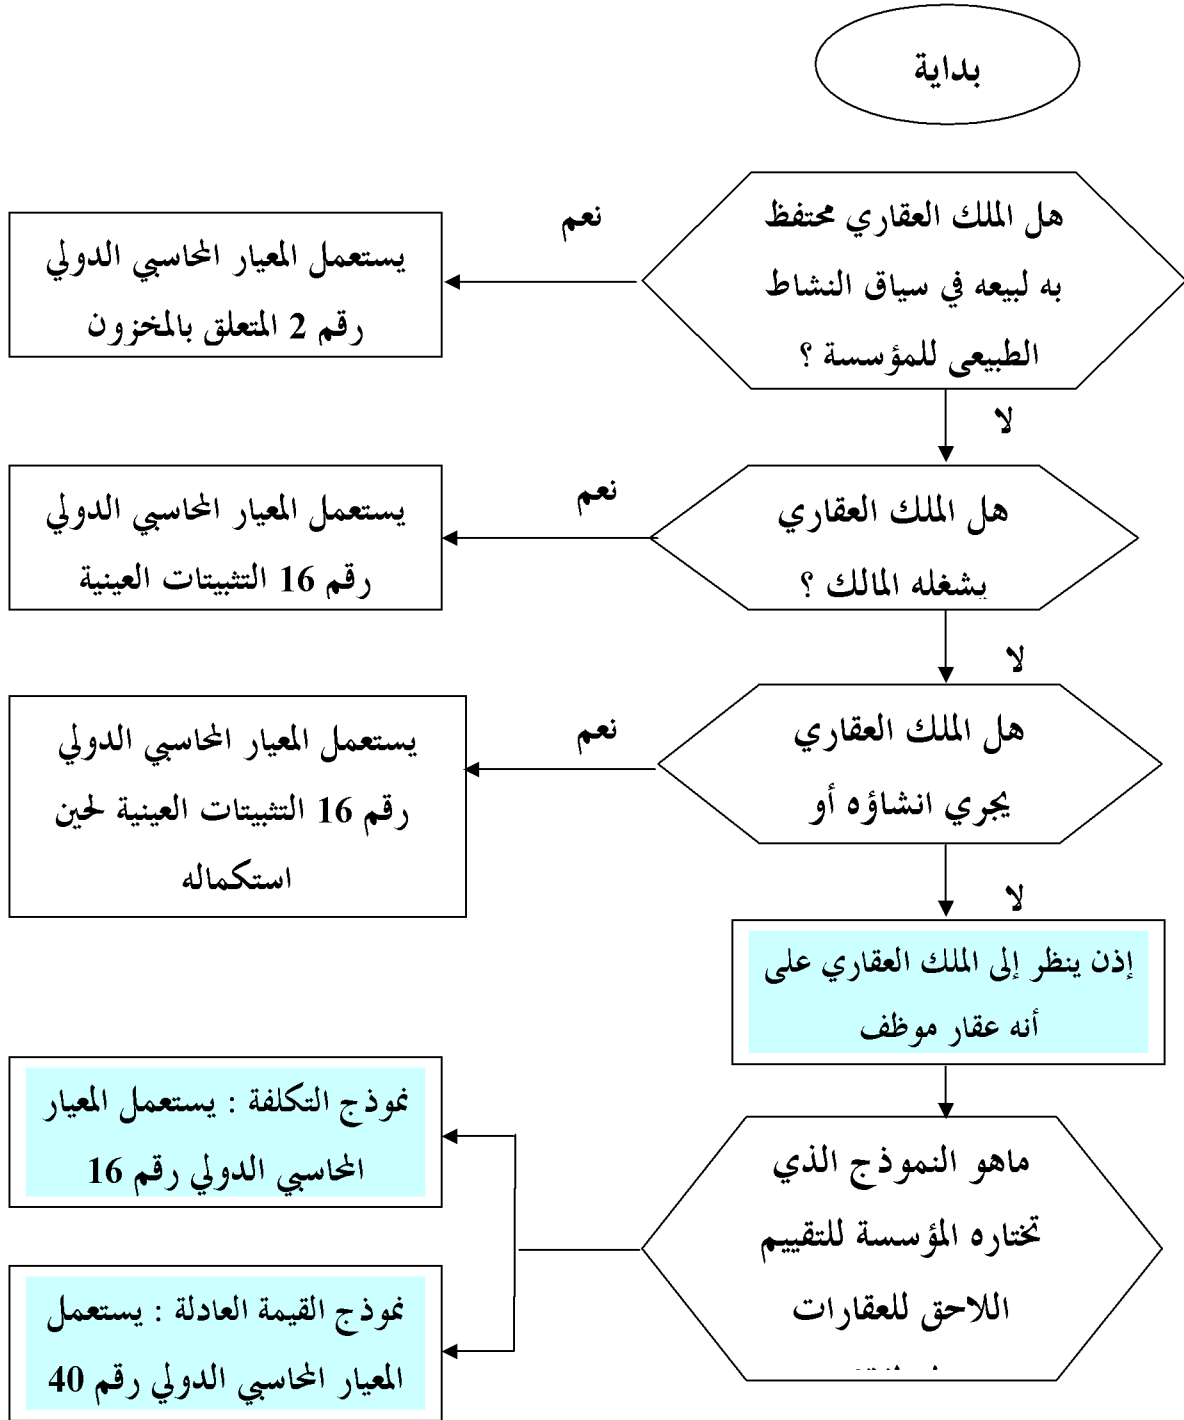 بداية
هل الملك العقاري محتفظ
به لبيعه في سياق النشاط
الطبيعي للمؤسسة ؟
نعم
يستعمل المعيار المحاسبي الدولي
رقم 2 المتعلق بالمخزون
لا
هل الملك العقاري
يشغله المالك ؟
نعم
يستعمل المعيار المحاسبي الدولي
رقم 16 التثبيتات العينية
لا
هل الملك العقاري
يجري انشاؤه أو
نعم
يستعمل المعيار المحاسبي الدولي
رقم 16 التثبيتات العينية لحين
استكماله
لا
إذن ينظر إلى الملك العقاري على
أنه عقار موظف
ماهو النموذج الذي
تختاره المؤسسة للتقييم
اللاحق للعقارات
نموذج التكلفة : يستعمل المعيار
المحاسبي الدولي رقم 16
نموذج القيمة العادلة : يستعمل
المعيار المحاسبي الدولي رقم 40